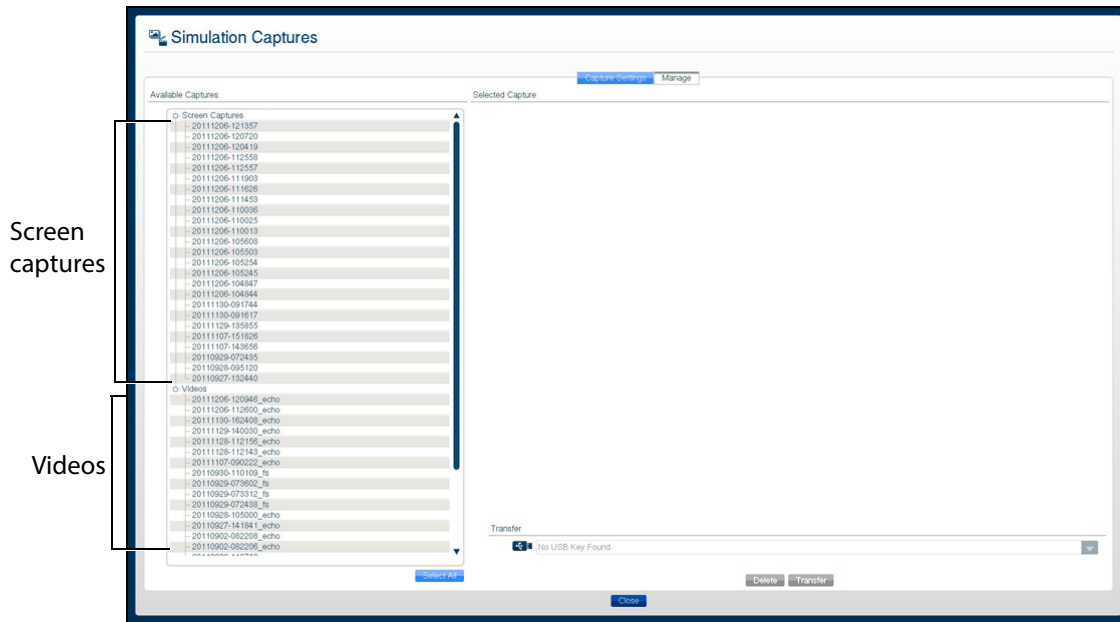 Simulation Captures
Capture Settings Manage
Available Captures
Selected Capture
Screen Captures
20111206-121357
20111206-120720
20111206-120419
20111206-112558
20111206-112557
20111206-111903
20111206-111626
20111206-111453
20111206-110036
20111206-110025
20111206-110013
20111206-105608
20111206-105503
20111206-105254
20111206-105245
20111206-104847
20111206-104844
20111130-091744
20111130-091617
20111129-135855
20111107-151826
20111107-143656
20110929-072435
20110928-095120
20110927-132440
Videos
20111206-120946_echo
20111206-112600_echo
20111130-162408_echo
20111129-140030_echo
20111128-112156_echo
20111128-112143_echo
20111107-090222_echo
20110930-110109_fs
20110929-073602_fs
20110929-073312_fs
20110929-072438_fs
20110928-105000_echo
20110927-141841_echo
20110902-082208_echo
20110902-082206_echo
Screen
captures
Videos
Select All
Transfer
No USB Key Found
Delete Transfer
Close